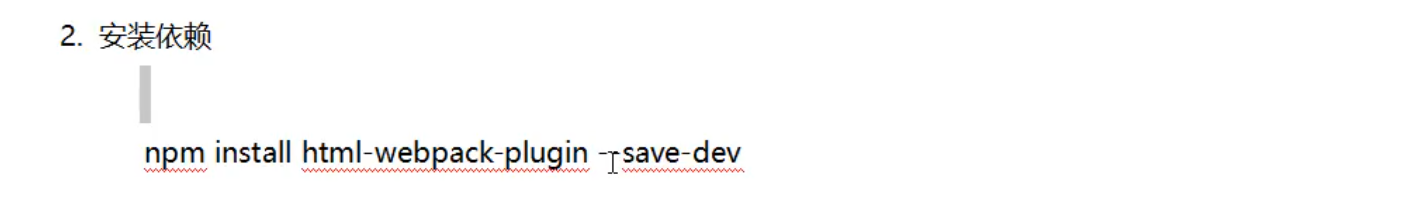 2. 安装依赖
npm install html-webpack-plugin --save-dev